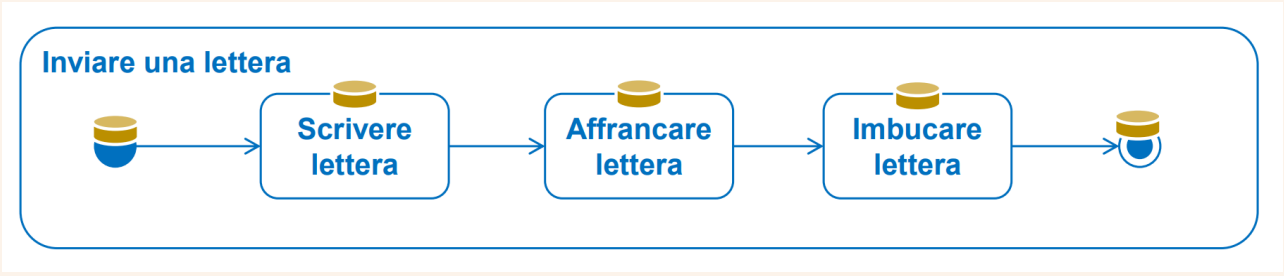 Inviare una lettera
Scrivere
lettera
Affrancare
lettera
Imbucare
lettera